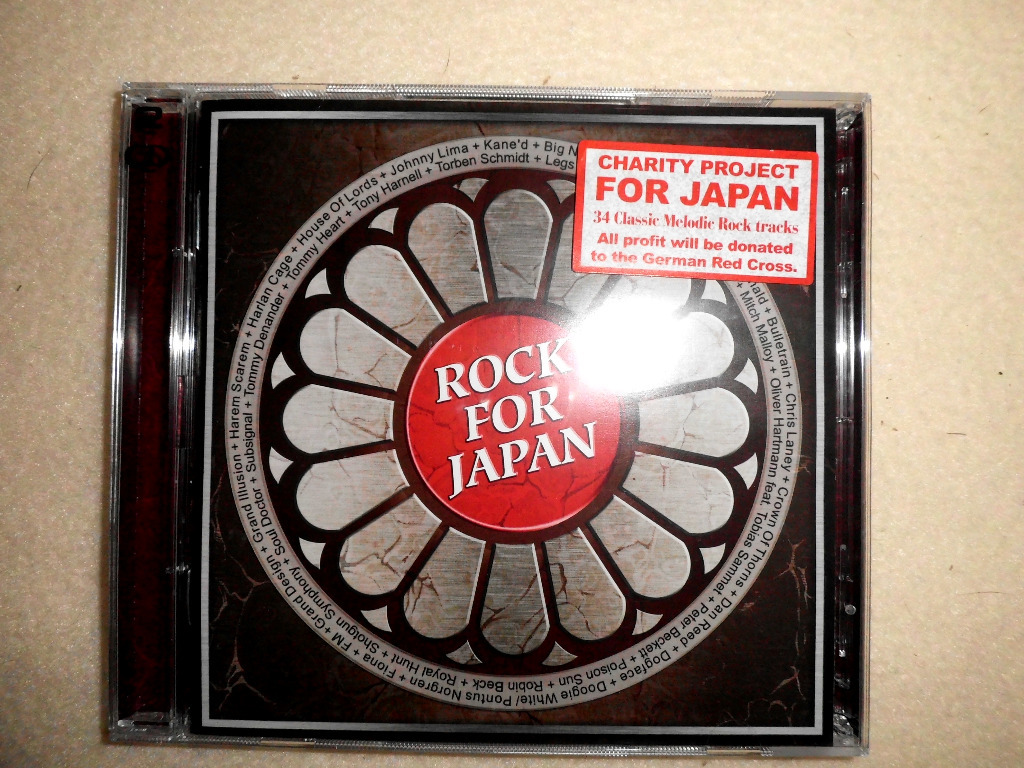 CHARITY PROJECT
FOR JAPAN
34 Classic Melodic Rock tracks
All profit will be donated
to the German Red Cross.
ROCK
FOR
JAPAN
Grand Design + Grand Illusion + Harem Scarem + Harlan Cage + House Of Lords + Johnny Lima + Kane'd + Big
+ Bulletrain + Chris Laney + Crown Of Thorns + Dan Reed + Dogface + Doogie White/ Pontus Norgren + Fiona + FM +
Shotgun Symphony + Soul Doctor + Subsignal + Tommy Denander + Tommy Heart + Tony Harnell + Torben Schmidt + Legs
+ Mitch Malloy + Oliver Hartmann feat. Tobias Sammet + Peter Beckett + Poison Sun + Robin Beck + Royal Hunt +